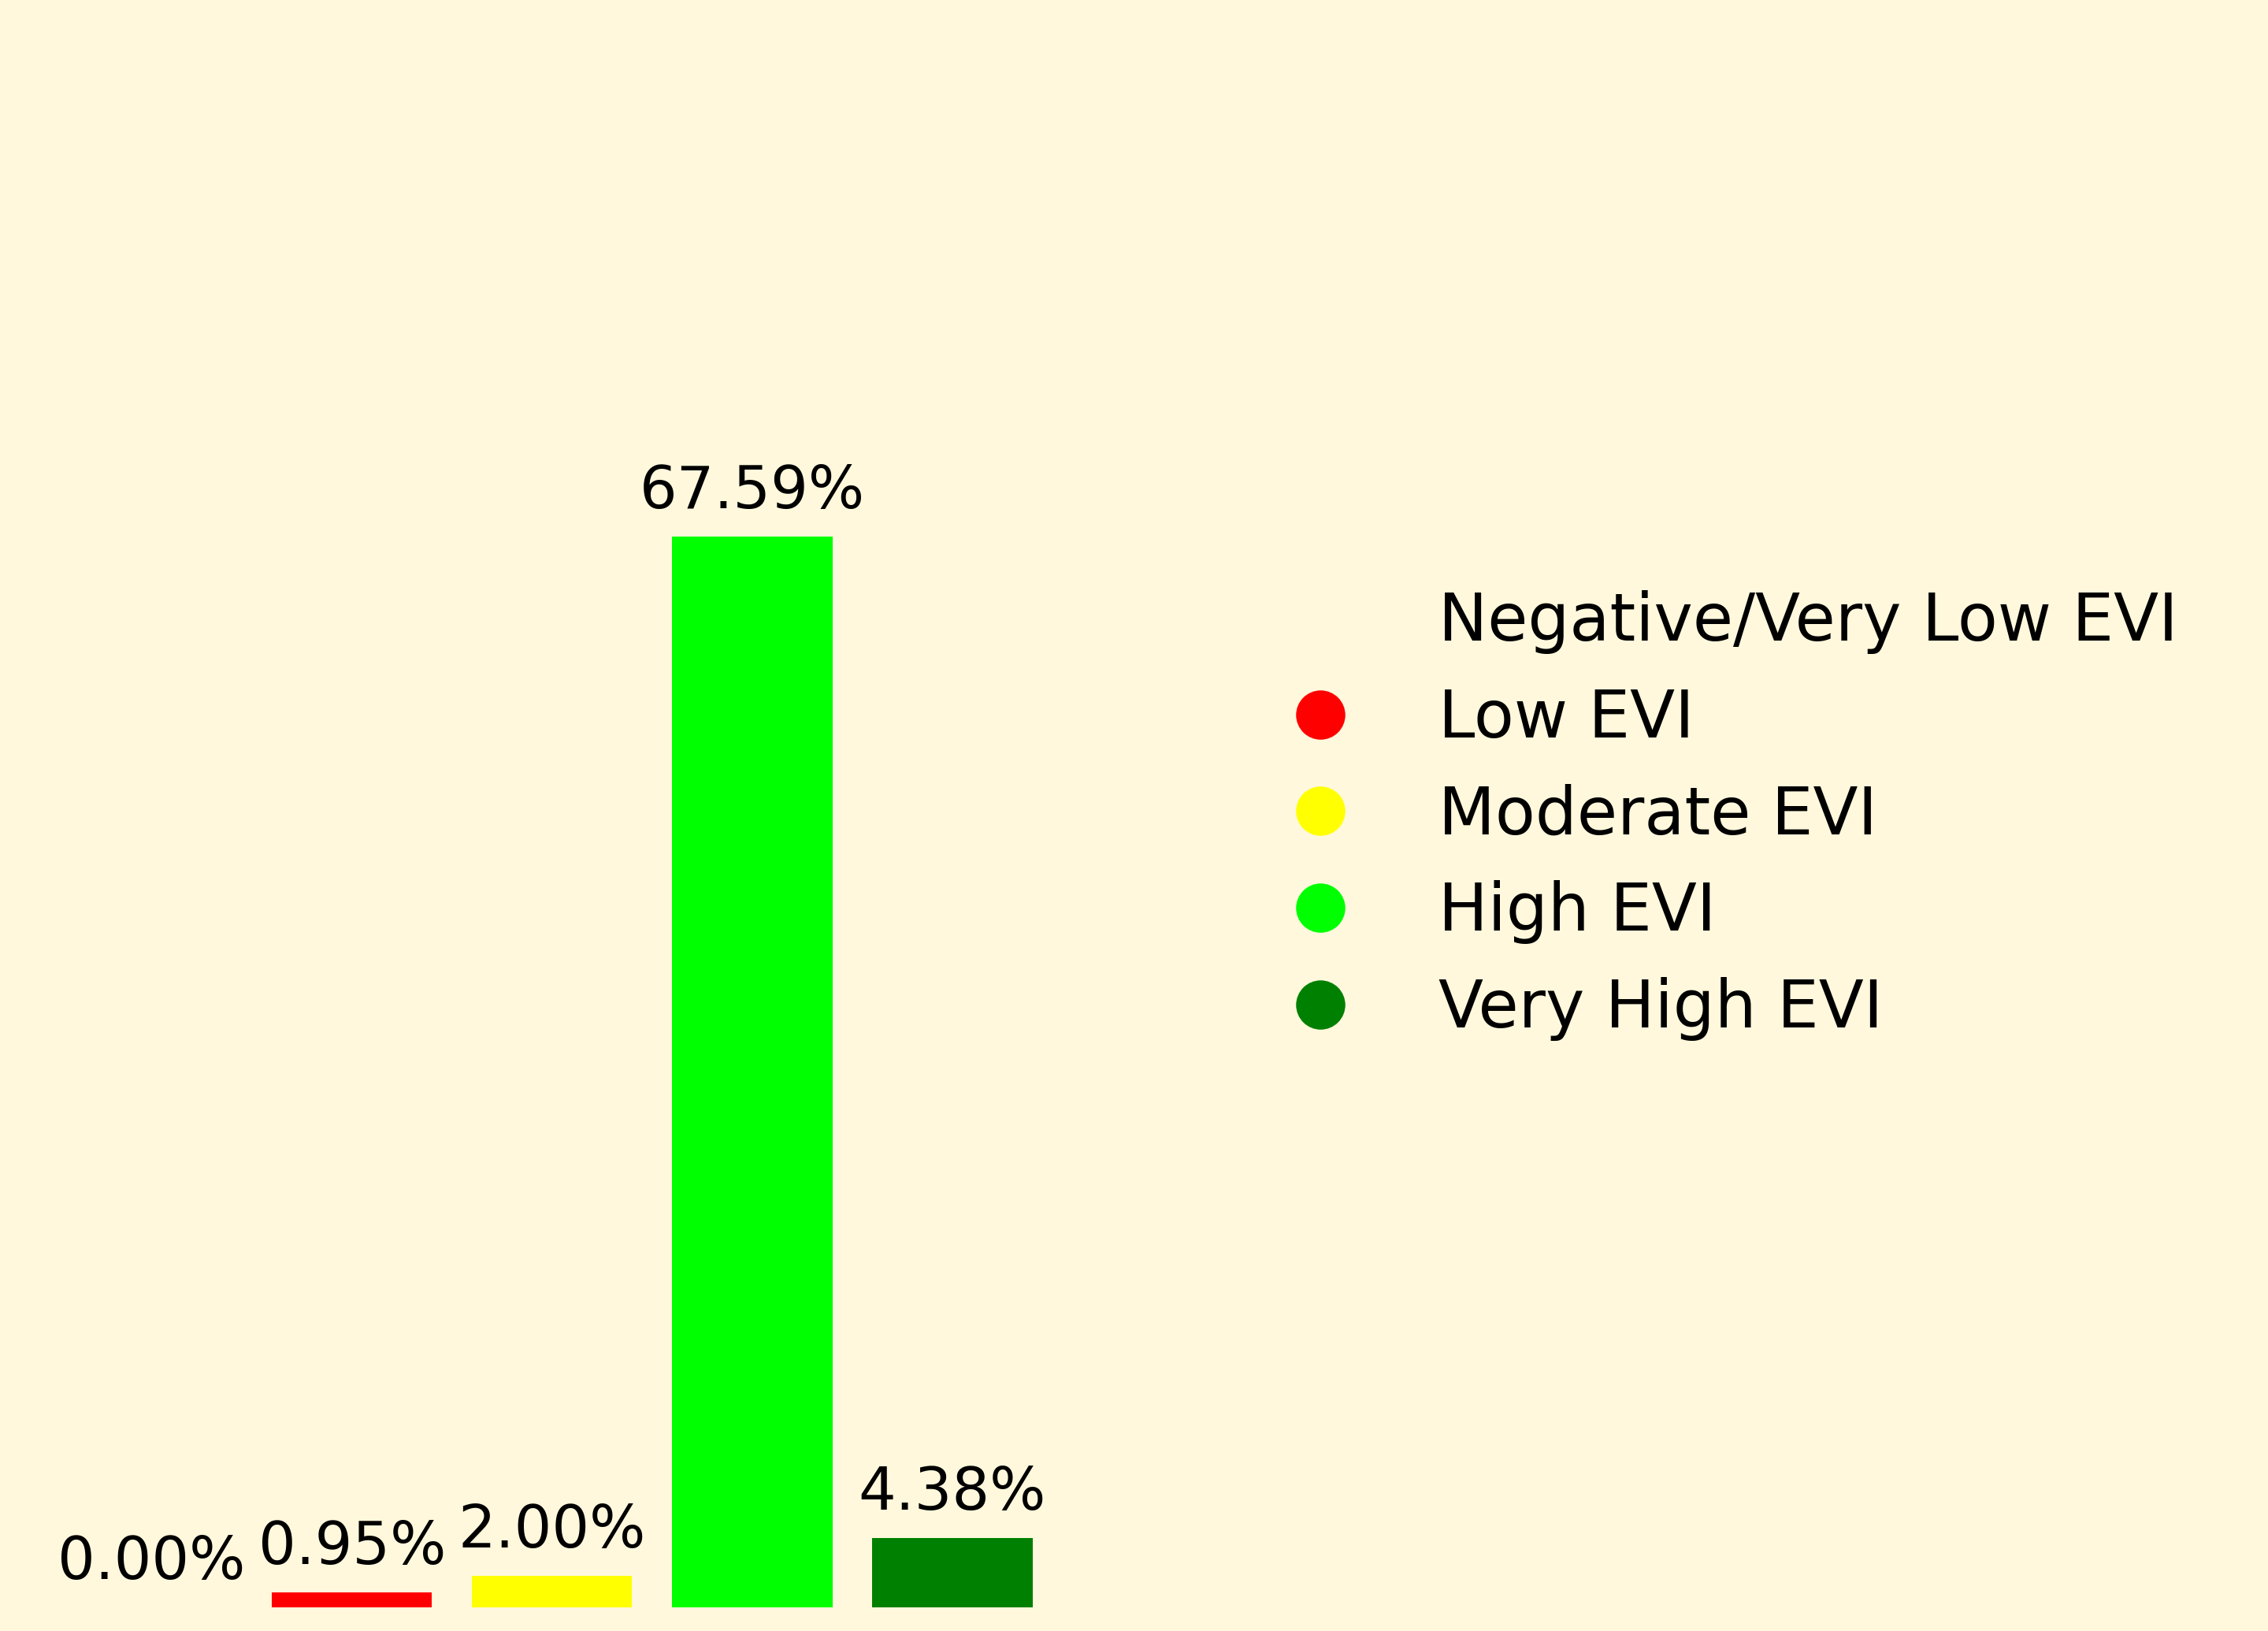 67.59%
Negative/Very Low EVI
Low EVI
Moderate EVI
High EVI
Very High EVI
4.38%
2.00%
0.95%
0.00%